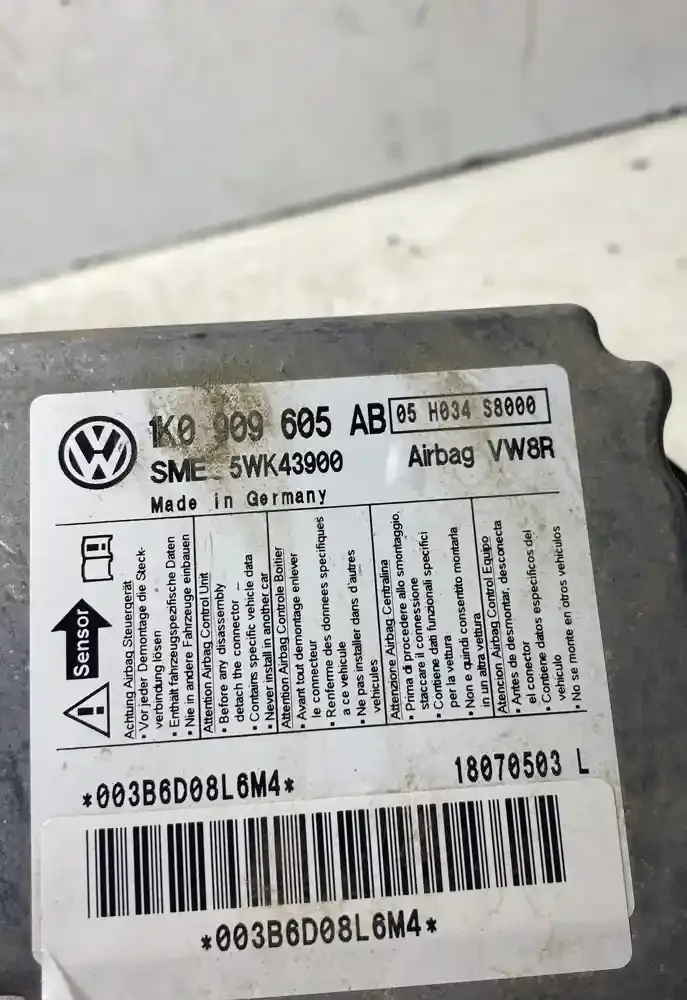 1K0 909 605 AB 05 H034 S8000
SME 5WK43900 Airbag VW8R
Made in Germany
Sensor
Achtung Airbag Steuergerät
• Vor jeder Demontage die Steck-
verbindung lösen
• Enthält fahrzeugspezifische Daten
• Nie in andere Fahrzeuge einbauen
Attention Airbag Control Unit
• Before any disassembly
detach the connector
• Contains specific vehicle data
• Never install in another car
Attention Airbag Controle Boitier
• Avant tout demontage enlever
le connecteur
• Renferme des donnees specifiques
a ce vehicule
• Ne pas installer dans d'autres
vehicules
Attenzione Airbag Centralina
• Prima di procedere allo smontaggio,
staccare il connessione
• Contiene dati funzionali specifici
per la vettura
• Non e quindi consentito montarla
in un altra vettura
Atencion Airbag Control Equipo
• Antes de desmontar, desconecta
el conector
• Contiene datos especificos del
vehiculo
• No se monte en otros vehiculos
*003B6D08L6M4* 18070503 L
*003B6D08L6M4*